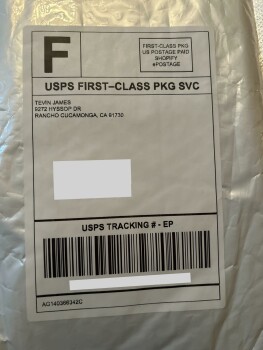 F
FIRST-CLASS PKG
US POSTAGE PAID
SHOPIFY
ePOSTAGE
USPS FIRST–CLASS PKG SVC
TEVIN JAMES
9272 HYSSOP DR
RANCHO CUCAMONGA, CA 91730
USPS TRACKING # - EP
AG140366342C